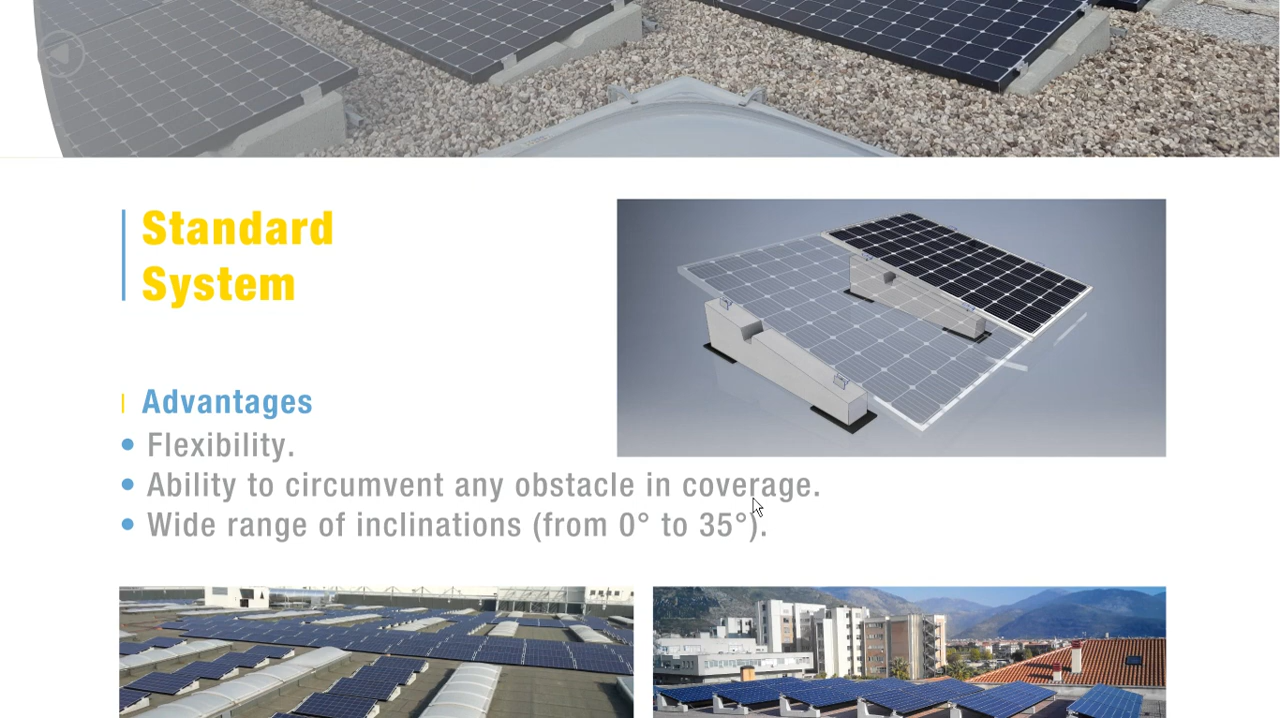 Standard
System
Advantages
• Flexibility.
• Ability to circumvent any obstacle in coverage.
• Wide range of inclinations (from 0° to 35°).